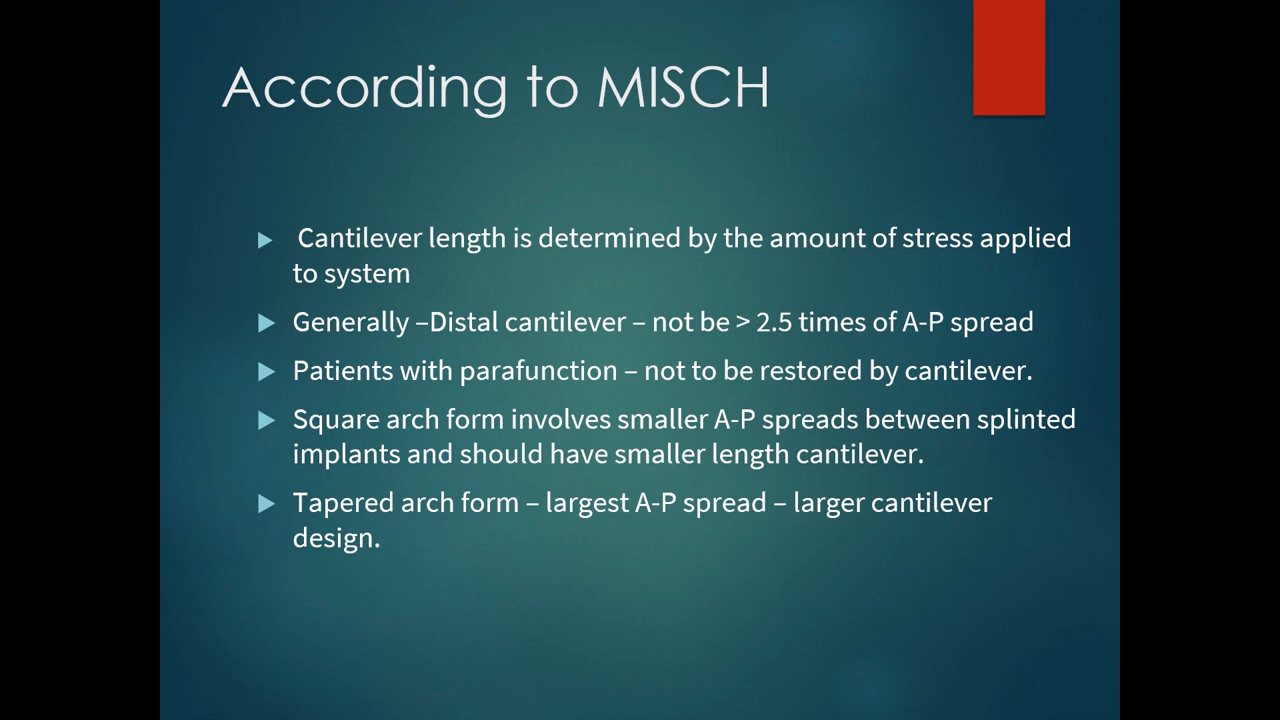 According to MISCH
Cantilever length is determined by the amount of stress applied
to system
Generally –Distal cantilever – not be > 2.5 times of A-P spread
Patients with parafunction – not to be restored by cantilever.
Square arch form involves smaller A-P spreads between splinted
implants and should have smaller length cantilever.
Tapered arch form – largest A-P spread – larger cantilever
design.